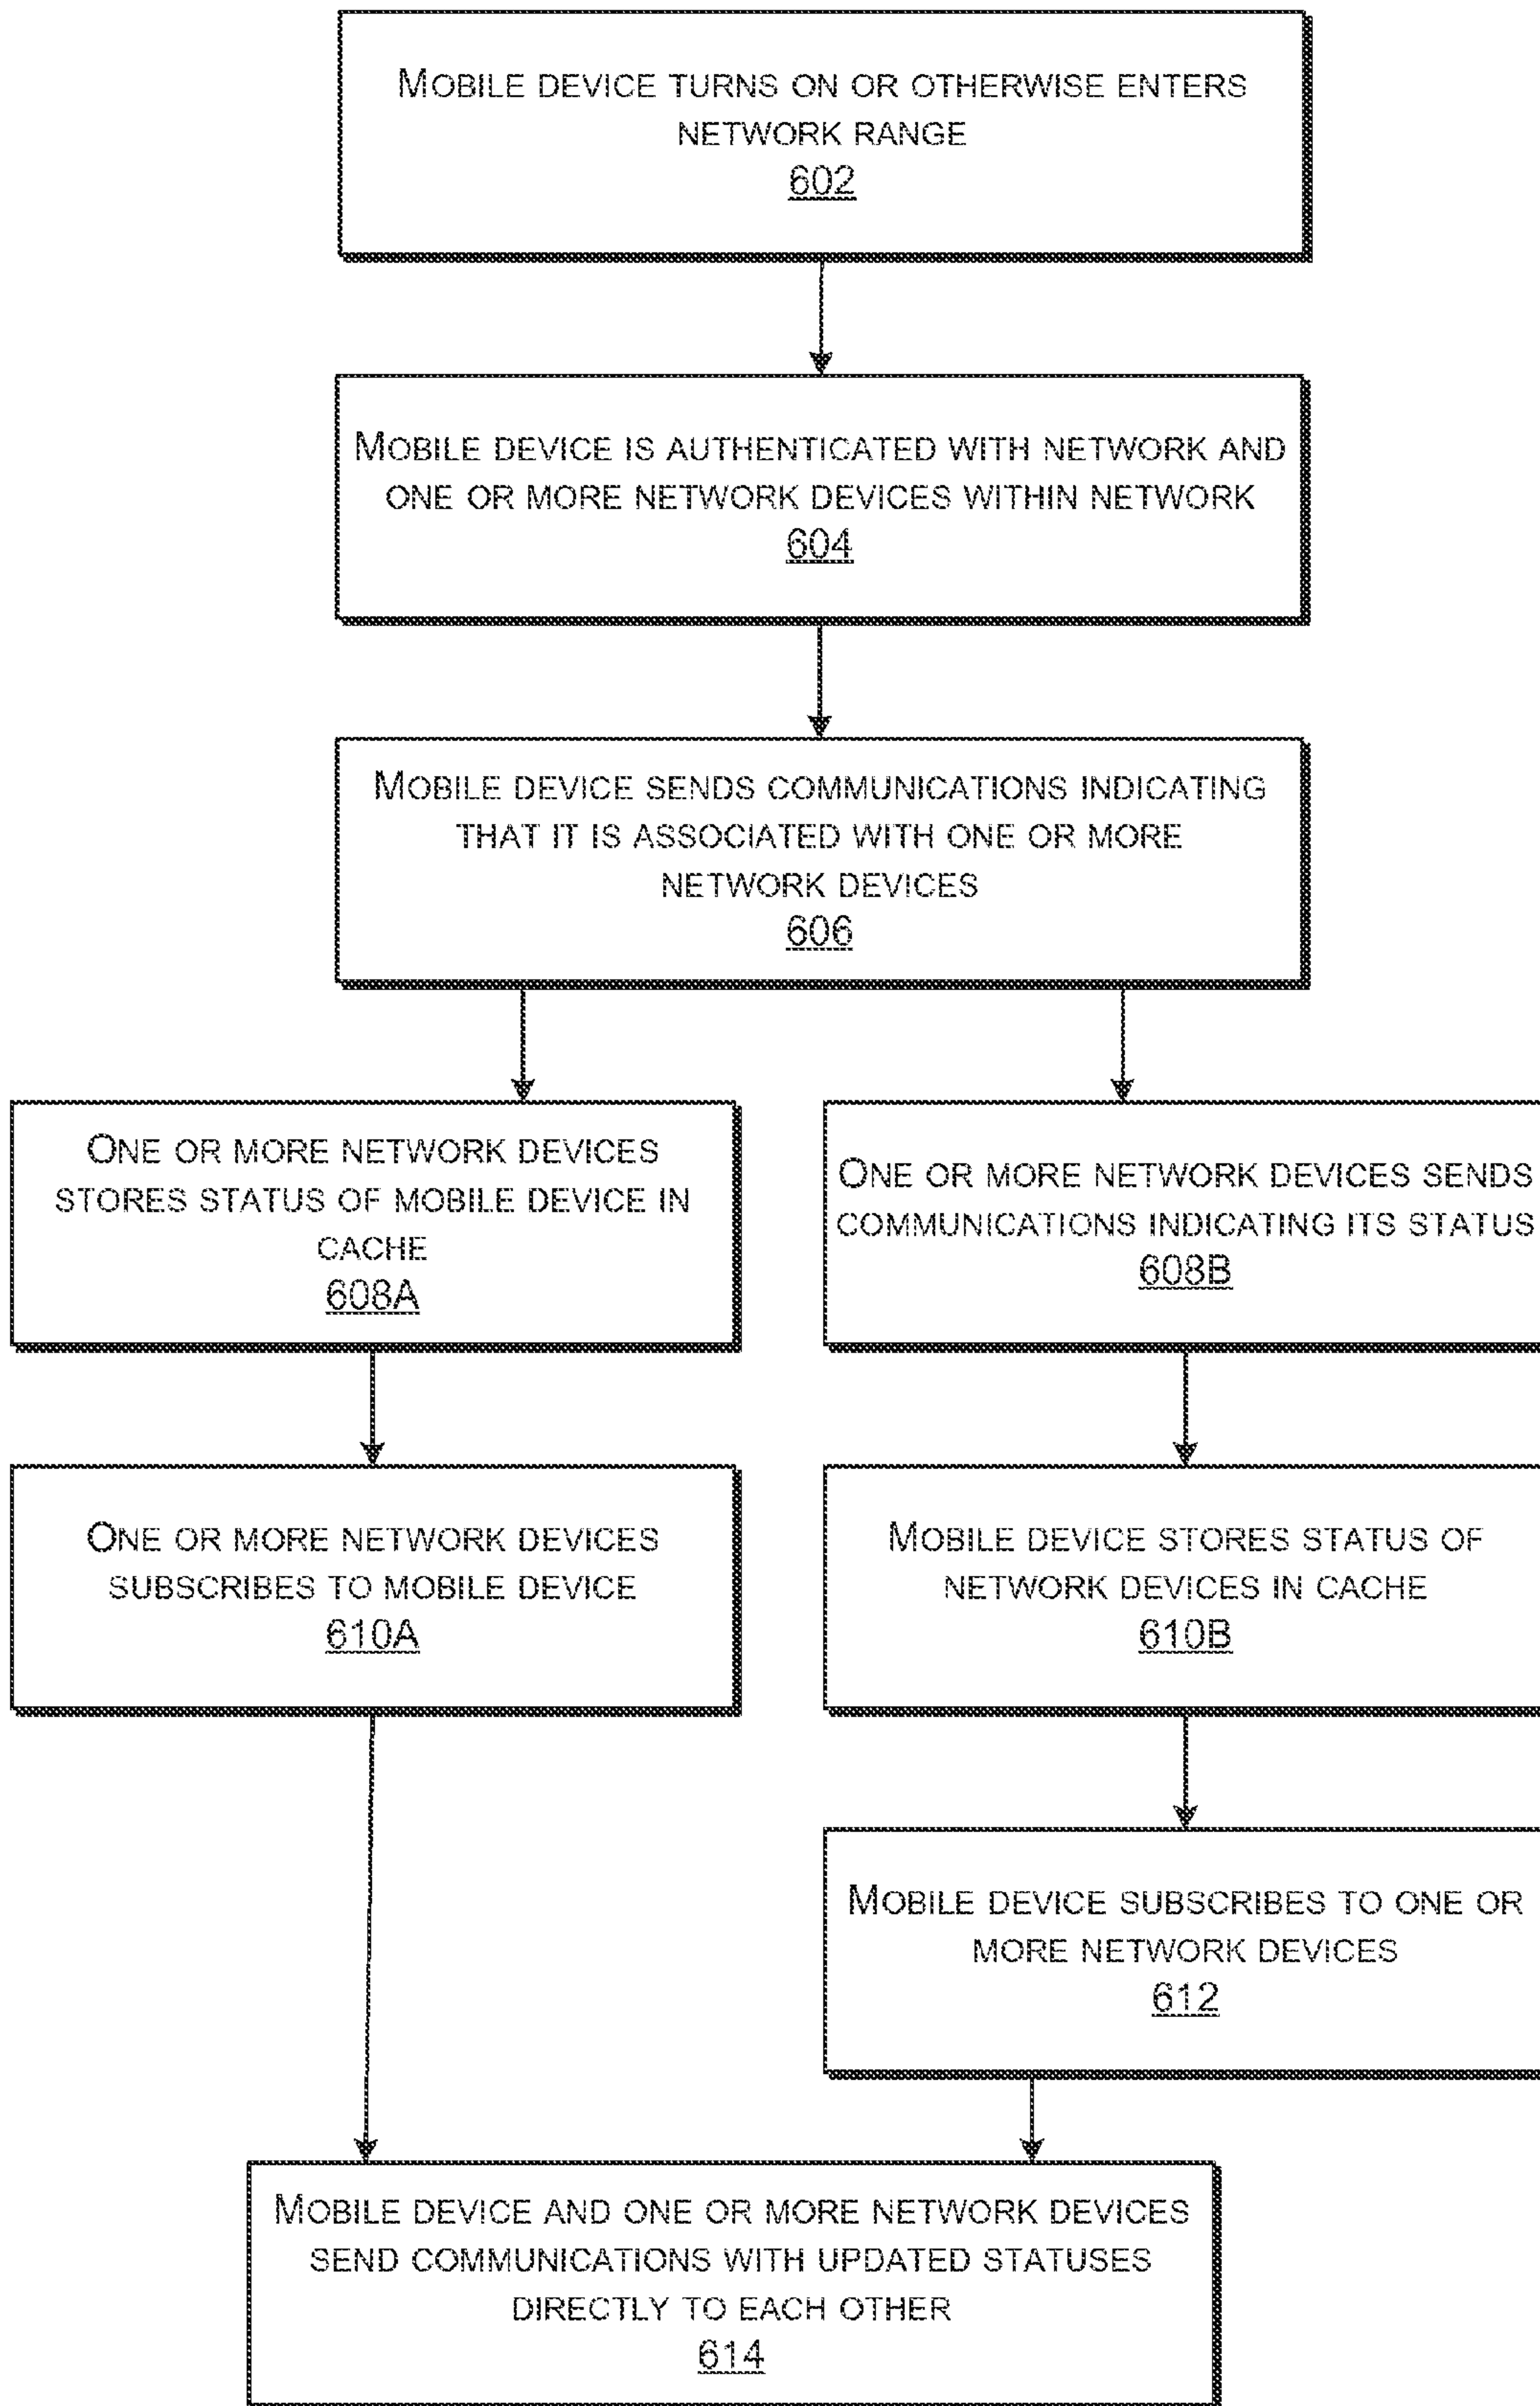 MOBILE DEVICE TURNS ON OR OTHERWISE ENTERS
NETWORK RANGE
602
MOBILE DEVICE IS AUTHENTICATED WITH NETWORK AND
ONE OR MORE NETWORK DEVICES WITHIN NETWORK
604
MOBILE DEVICE SENDS COMMUNICATIONS INDICATING
THAT IT IS ASSOCIATED WITH ONE OR MORE
NETWORK DEVICES
606
ONE OR MORE NETWORK DEVICES
STORES STATUS OF MOBILE DEVICE IN
CACHE
608A
ONE OR MORE NETWORK DEVICES SENDS
COMMUNICATIONS INDICATING ITS STATUS
608B
ONE OR MORE NETWORK DEVICES
SUBSCRIBES TO MOBILE DEVICE
610A
MOBILE DEVICE STORES STATUS OF
NETWORK DEVICES IN CACHE
610B
MOBILE DEVICE SUBSCRIBES TO ONE OR
MORE NETWORK DEVICES
612
MOBILE DEVICE AND ONE OR MORE NETWORK DEVICES
SEND COMMUNICATIONS WITH UPDATED STATUSES
DIRECTLY TO EACH OTHER
614